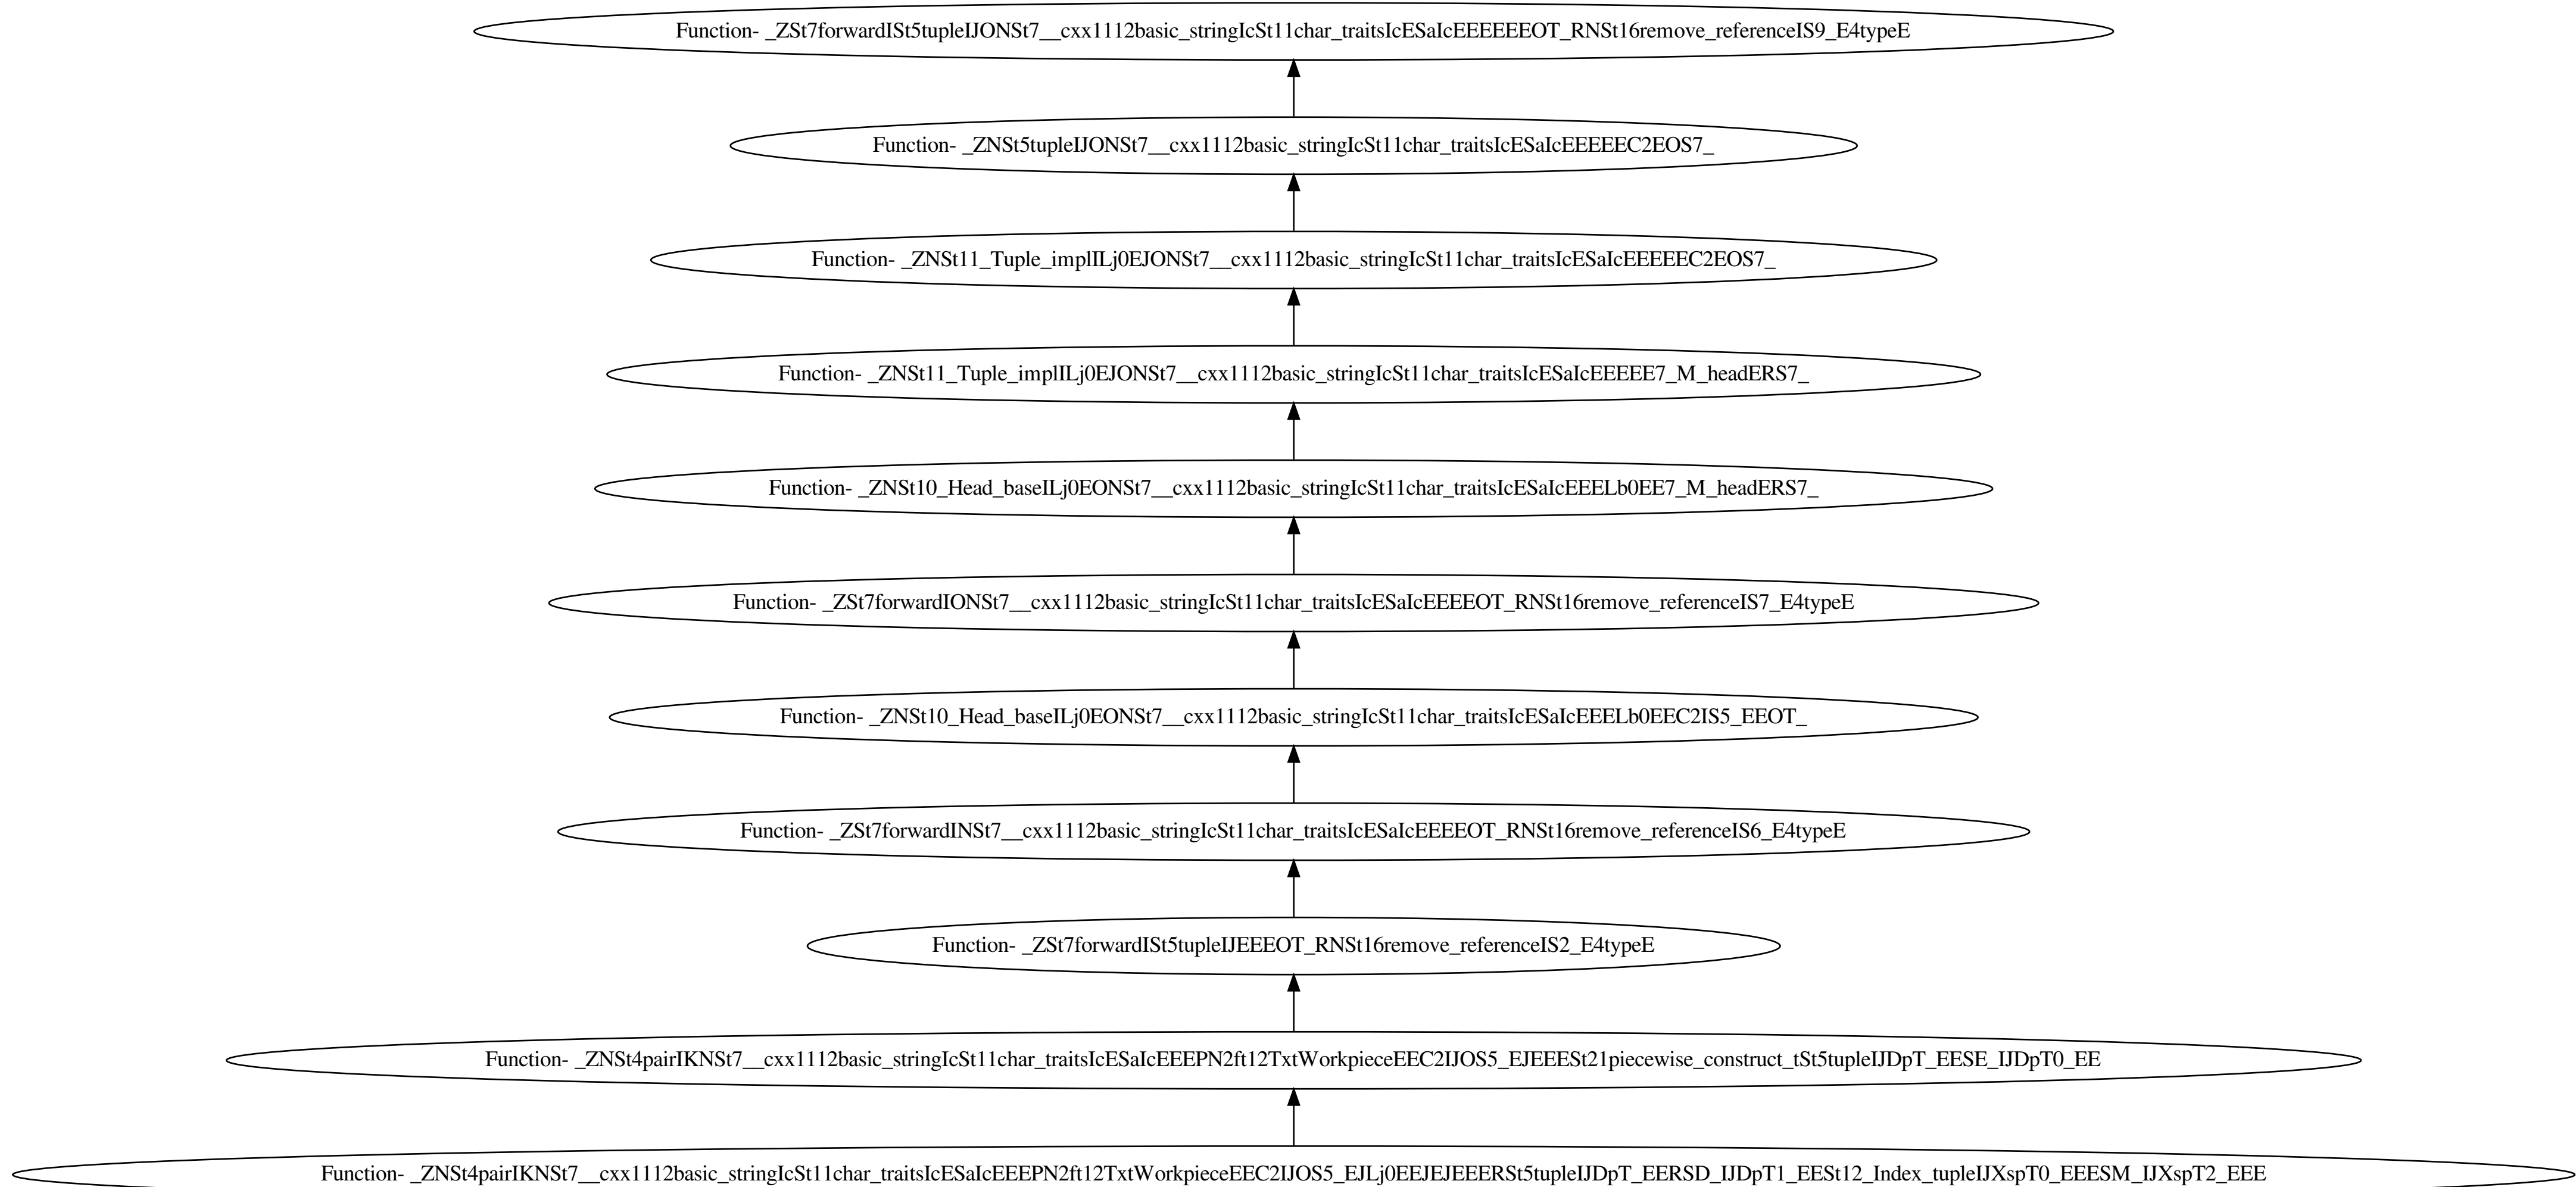 Function- _ZSt7forwardISt5tupleIJONSt7__cxx1112basic_stringIcSt11char_traitsIcESaIcEEEEEEOT_RNSt16remove_referenceIS9_E4typeE
Function- _ZNSt5tupleIJONSt7__cxx1112basic_stringIcSt11char_traitsIcESaIcEEEEEC2EOS7_
Function- _ZNSt11_Tuple_implILj0EJONSt7__cxx1112basic_stringIcSt11char_traitsIcESaIcEEEEEC2EOS7_
Function- _ZNSt11_Tuple_implILj0EJONSt7__cxx1112basic_stringIcSt11char_traitsIcESaIcEEEEE7_M_headERS7_
Function- _ZNSt10_Head_baseILj0EONSt7__cxx1112basic_stringIcSt11char_traitsIcESaIcEEELb0EE7_M_headERS7_
Function- _ZSt7forwardIONSt7__cxx1112basic_stringIcSt11char_traitsIcESaIcEEEEOT_RNSt16remove_referenceIS7_E4typeE
Function- _ZNSt10_Head_baseILj0EONSt7__cxx1112basic_stringIcSt11char_traitsIcESaIcEEELb0EEC2IS5_EEOT_
Function- _ZSt7forwardINSt7__cxx1112basic_stringIcSt11char_traitsIcESaIcEEEEOT_RNSt16remove_referenceIS6_E4typeE
Function- _ZSt7forwardISt5tupleIJEEEOT_RNSt16remove_referenceIS2_E4typeE
Function- _ZNSt4pairIKNSt7__cxx1112basic_stringIcSt11char_traitsIcESaIcEEEPN2ft12TxtWorkpieceEEC2IJOS5_EJEEESt21piecewise_construct_tSt5tupleIJDpT_EESE_IJDpT0_EE
Function- _ZNSt4pairIKNSt7__cxx1112basic_stringIcSt11char_traitsIcESaIcEEEPN2ft12TxtWorkpieceEEC2IJOS5_EJLj0EEJEJEEERSt5tupleIJDpT_EERSD_IJDpT1_EESt12_Index_tupleIJXspT0_EEESM_IJXspT2_EEE